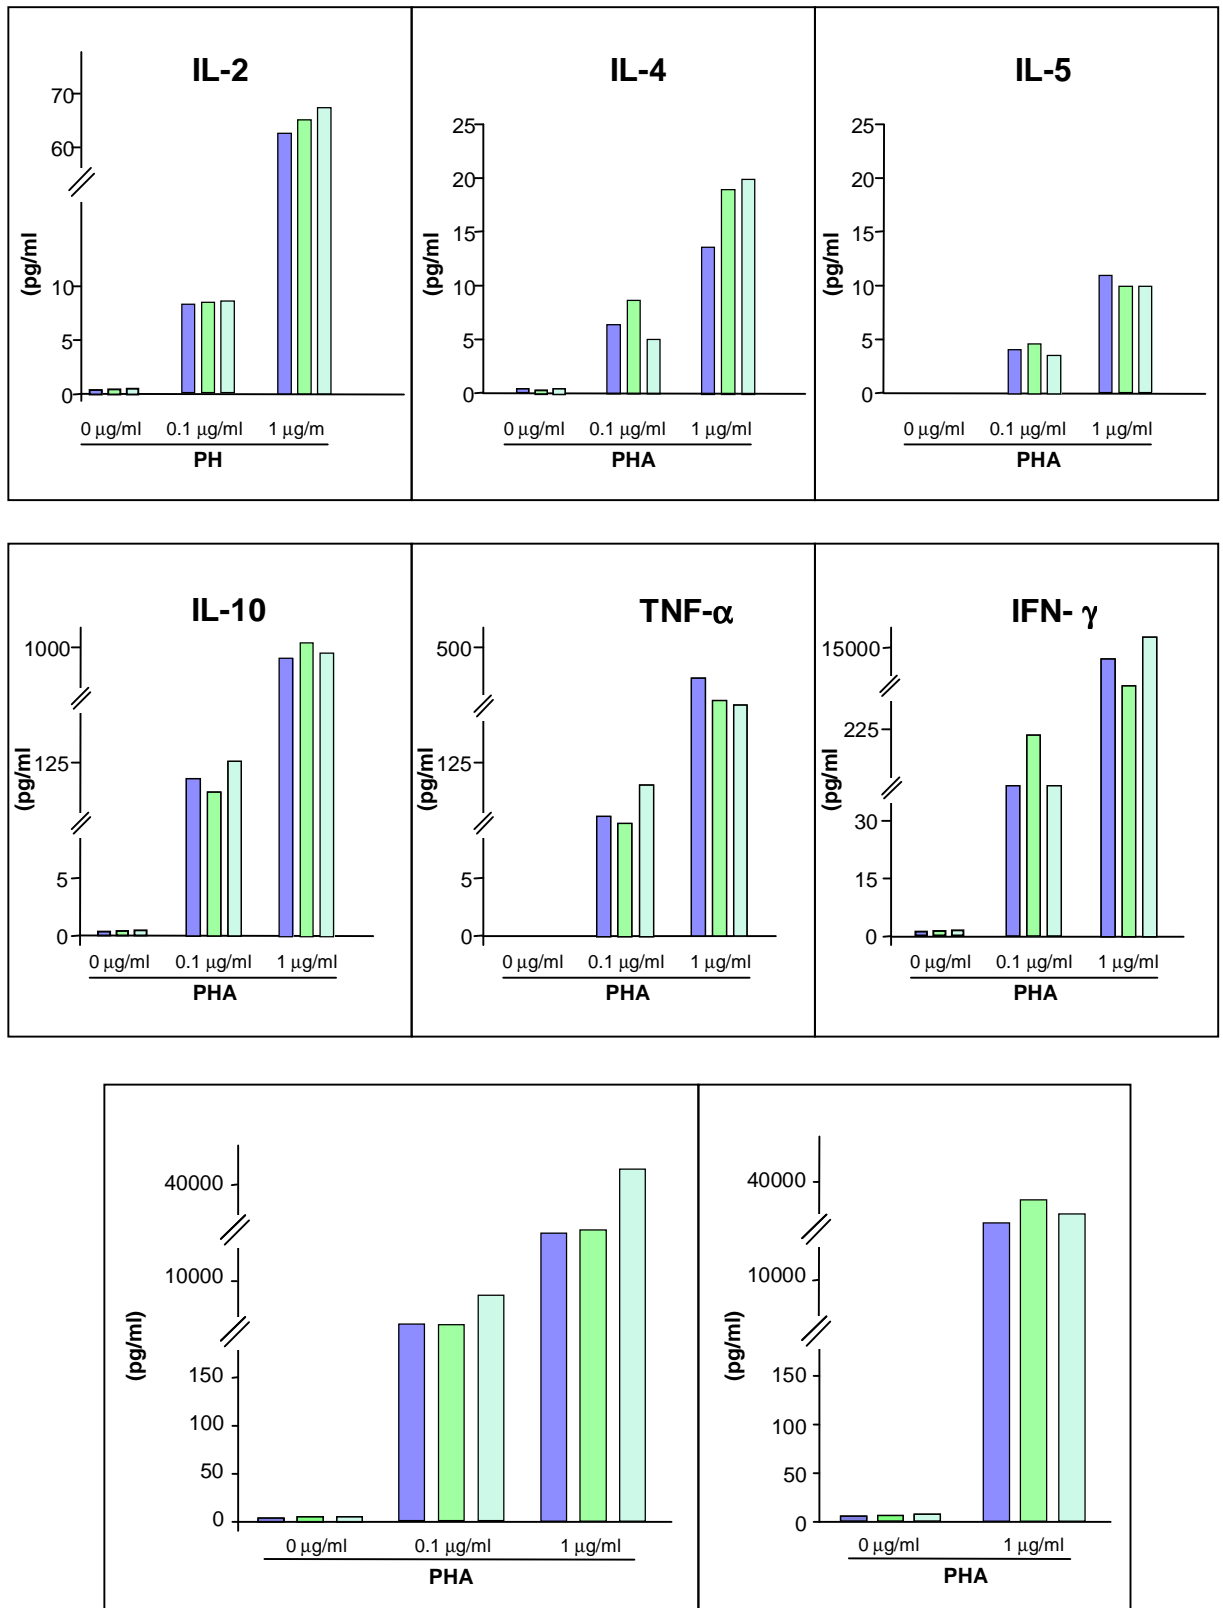 IL-2
70
60
10
5
0
(pg/ml
0 µg/ml 0.1 µg/ml 1 µg/m
PH
IL-4
25
20
15
10
5
0
(pg/ml
0 µg/ml 0.1 µg/ml 1 µg/ml
PHA
IL-5
25
20
15
10
5
0
(pg/ml
0 µg/ml 0.1 µg/ml 1 µg/ml
PHA
IL-10
1000
125
5
0
(pg/ml
0 µg/ml 0.1 µg/ml 1 µg/ml
PHA
TNF-α
500
125
5
0
(pg/ml
0 µg/ml 0.1 µg/ml 1 µg/ml
PHA
IFN- γ
15000
225
30
15
0
(pg/ml
0 µg/ml 0.1 µg/ml 1 µg/ml
PHA
40000
10000
150
100
50
0
(pg/ml)
0 µg/ml 0.1 µg/ml 1 µg/ml
PHA
40000
10000
150
100
50
0
(pg/ml)
0 µg/ml 1 µg/ml
PHA